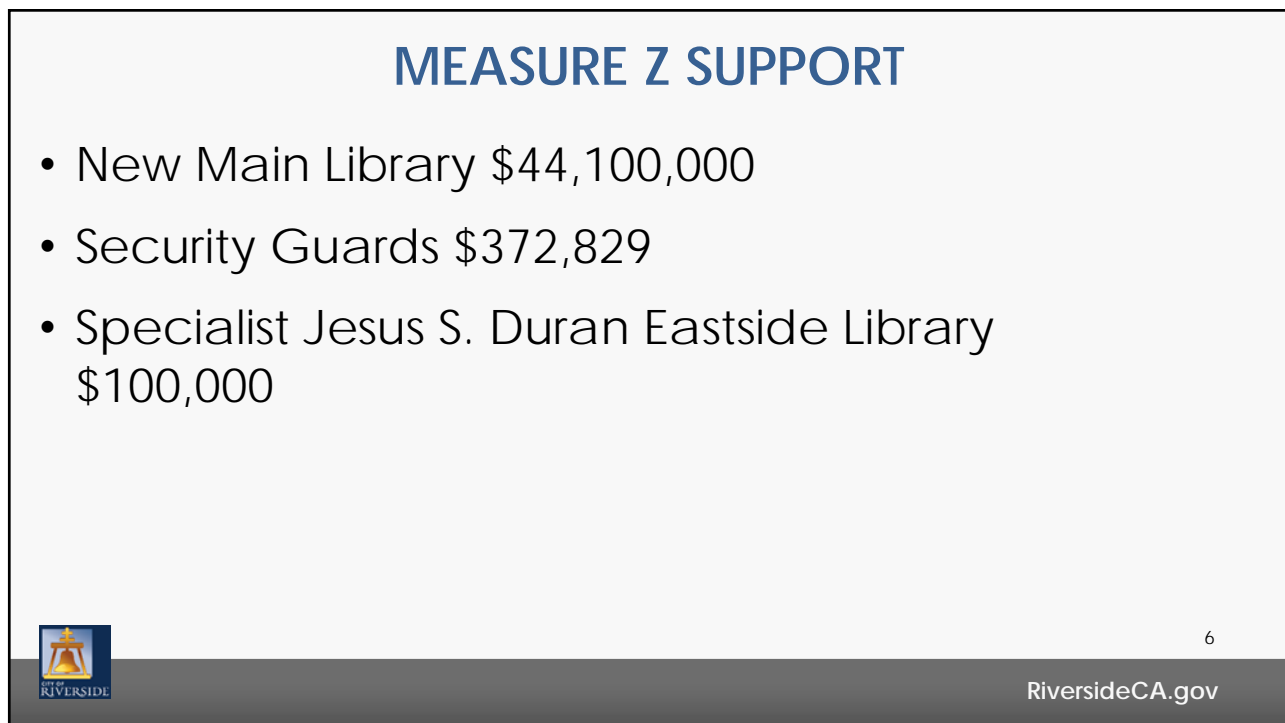 MEASURE Z SUPPORT
• New Main Library $44,100,000
• Security Guards $372,829
• Specialist Jesus S. Duran Eastside Library
$100,000
6
CITY OF
RIVERSIDE
RiversideCA.gov